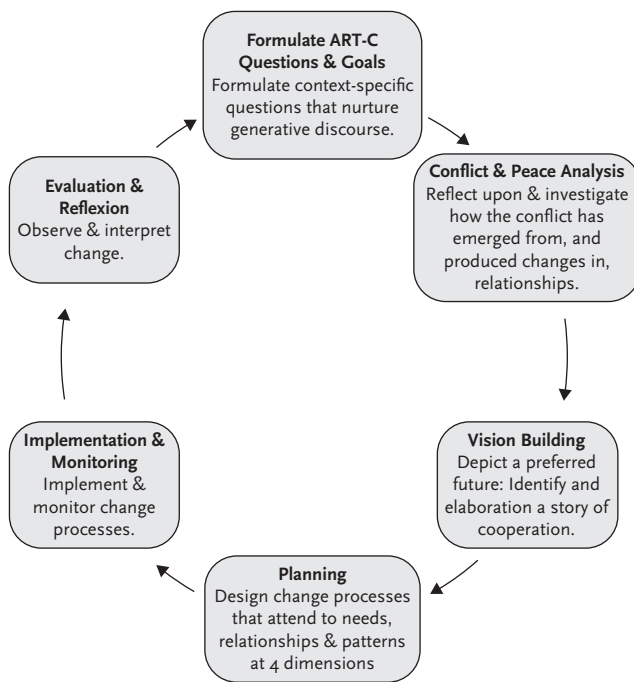 Formulate ART-C
Questions & Goals
Formulate context-specific
questions that nurture
generative discourse.
Conflict & Peace Analysis
Reflect upon & investigate
how the conflict has
emerged from, and
produced changes in,
relationships.
Vision Building
Depict a preferred
future: Identify and
elaboration a story of
cooperation.
Planning
Design change processes
that attend to needs,
relationships & patterns
at 4 dimensions
Implementation &
Monitoring
Implement &
monitor change
processes.
Evaluation &
Reflexion
Observe & interpret
change.